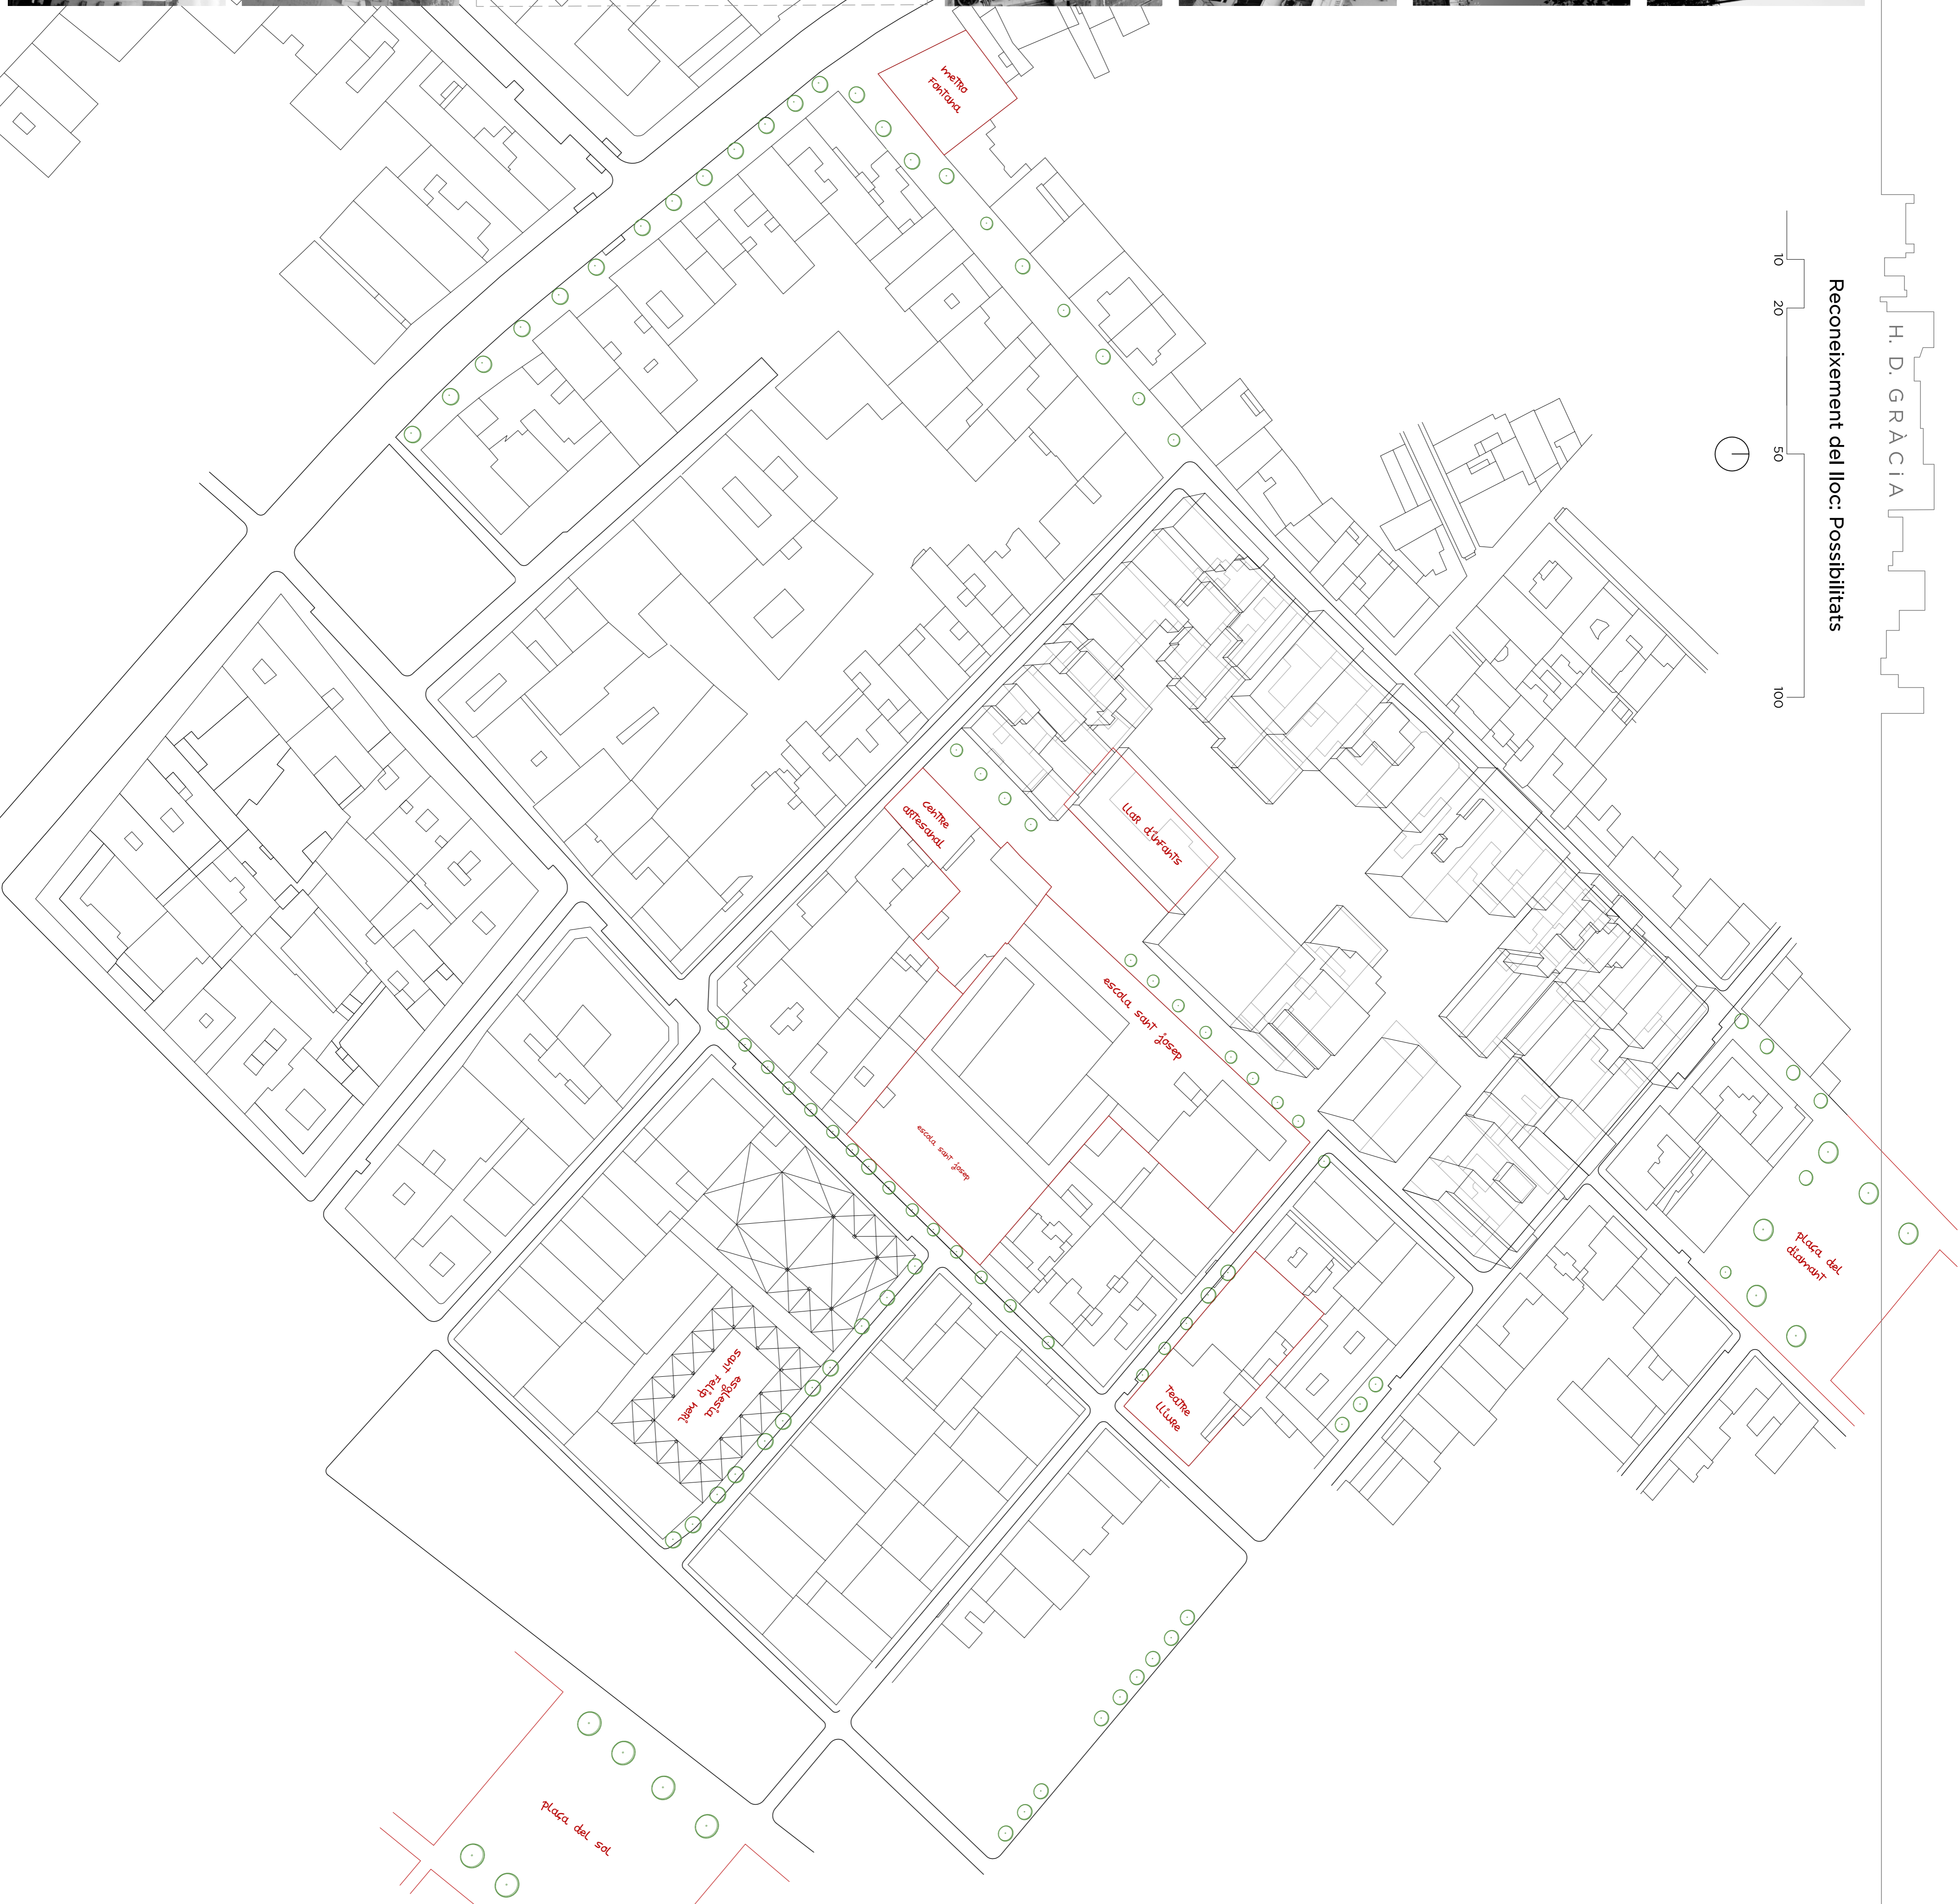 H. D. GRÀCiA
Reconeixement del lloc: Possibilitats
10
20
50
100
meTRo
FonTana
cenTRe
aRTesanal
llaR d'inFanTs
escola sanT josep
escola sanT josep
TeaTRe
lliuRe
esglesia
sanT Felip neRi
plaça del
diamanT
plaça del sol